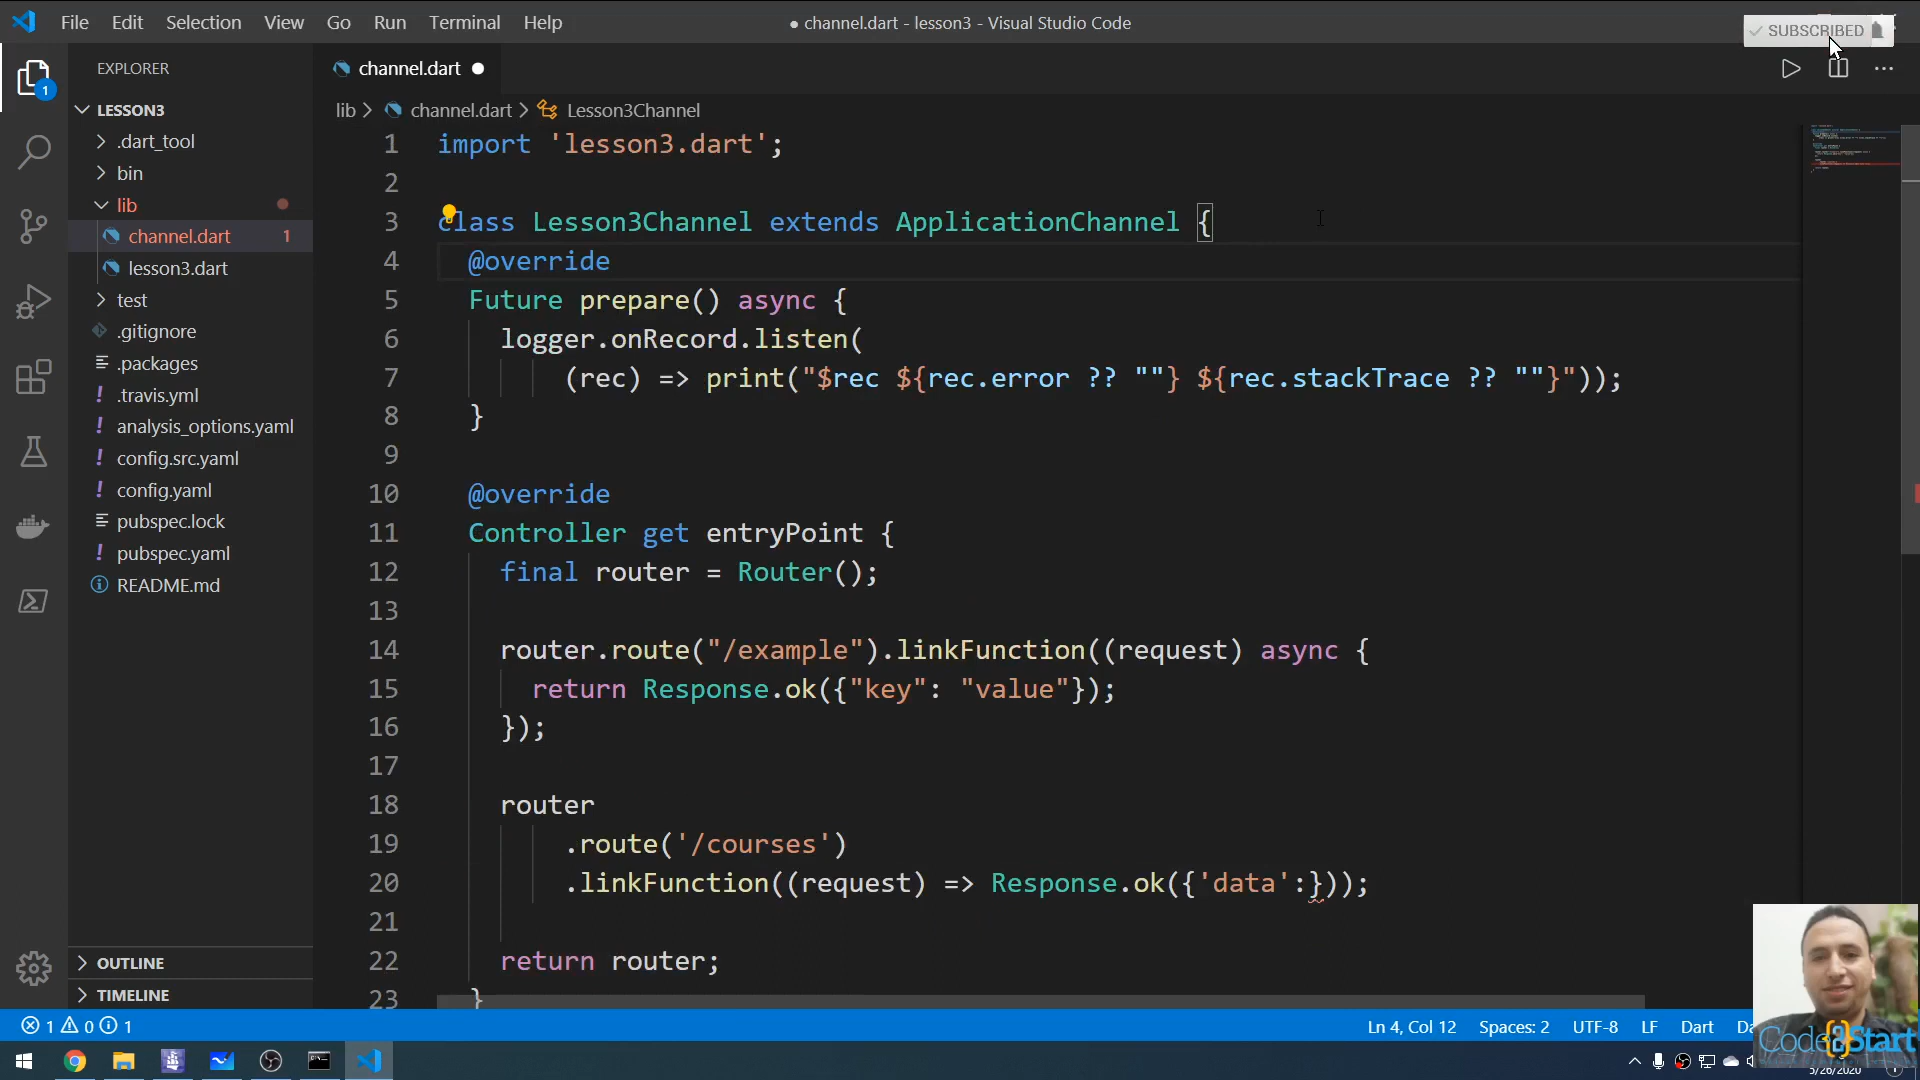 File Edit Selection View Go Run Terminal Help
● channel.dart - lesson3 - Visual Studio Code
SUBSCRIBED
EXPLORER
channel.dart
LESSON3
.dart_tool
bin
lib
channel.dart 1
lesson3.dart
test
.gitignore
.packages
.travis.yml
analysis_options.yaml
config.src.yaml
config.yaml
pubspec.lock
pubspec.yaml
README.md
OUTLINE
TIMELINE
lib > channel.dart > Lesson3Channel
1 import 'lesson3.dart';
2
3 class Lesson3Channel extends ApplicationChannel {
4 @override
5 Future prepare() async {
6 logger.onRecord.listen(
7 (rec) => print("$rec ${rec.error ?? ""} ${rec.stackTrace ?? ""}"));
8 }
9
10 @override
11 Controller get entryPoint {
12 final router = Router();
13
14 router.route("/example").linkFunction((request) async {
15 return Response.ok({"key": "value"});
16 });
17
18 router
19 .route('/courses')
20 .linkFunction((request) => Response.ok({'data':}));
21
22 return router;
23 }
1 0 1
Ln 4, Col 12 Spaces: 2 UTF-8 LF Dart
Code2Start
5/26/2020